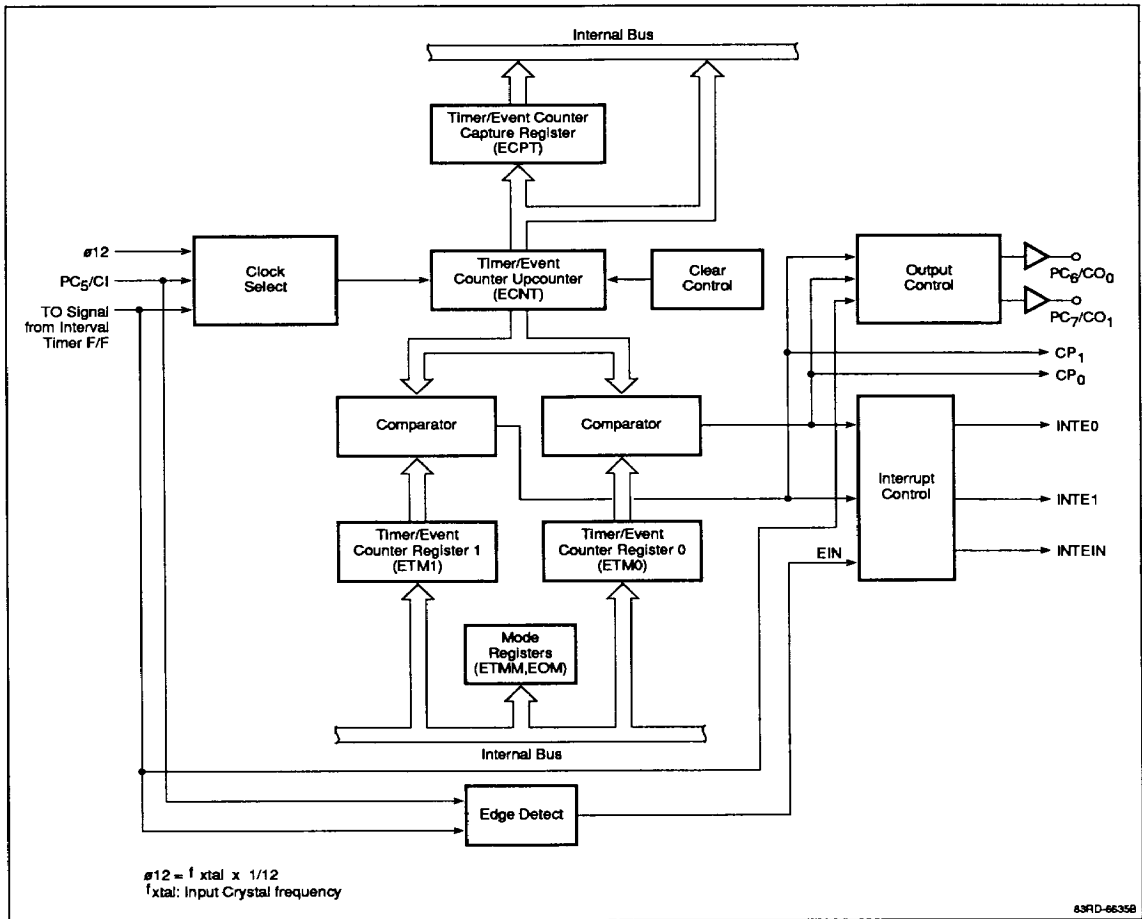 Internal Bus
Timer/Event Counter
Capture Register
(ECPT)
ø12
PC5/CI
TO Signal
from Interval
Timer F/F
Clock
Select
Timer/Event
Counter Upcounter
(ECNT)
Clear
Control
Output
Control
PC6/CO0
PC7/CO1
CP1
CP0
Comparator
Comparator
INTE0
Interrupt
Control
INTE1
Timer/Event
Counter Register 1
(ETM1)
Timer/Event
Counter Register 0
(ETM0)
EIN
INTEIN
Mode
Registers
(ETMM,EOM)
Internal Bus
Edge Detect
ø12 = f xtal x 1/12
fxtal: Input Crystal frequency
83RD-6635B